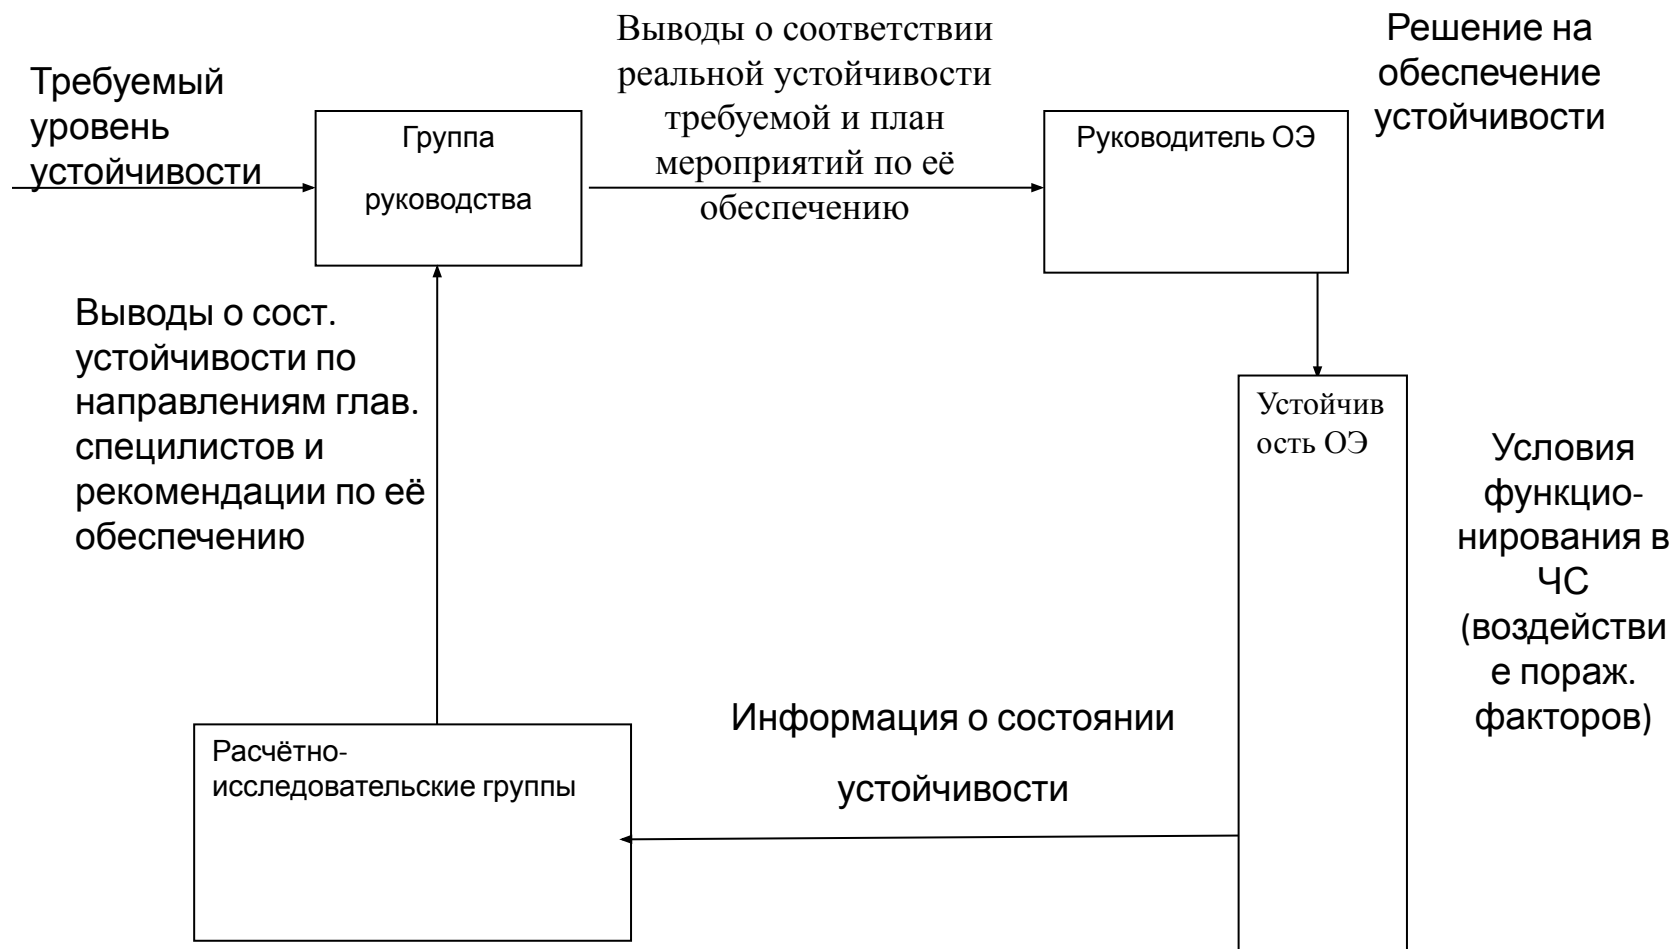 Требуемый
уровень
устойчивости
Группа
руководства
Выводы о соответствии
реальной устойчивости
требуемой и план
мероприятий по её
обеспечению
Руководитель ОЭ
Решение на
обеспечение
устойчивости
Выводы о сост.
устойчивости по
направлениям глав.
специлистов и
рекомендации по её
обеспечению
Устойчив
ость ОЭ
Условия
функцио-
нирования в
ЧС
(воздействи
е пораж.
факторов)
Информация о состоянии
устойчивости
Расчётно-
исследовательские группы